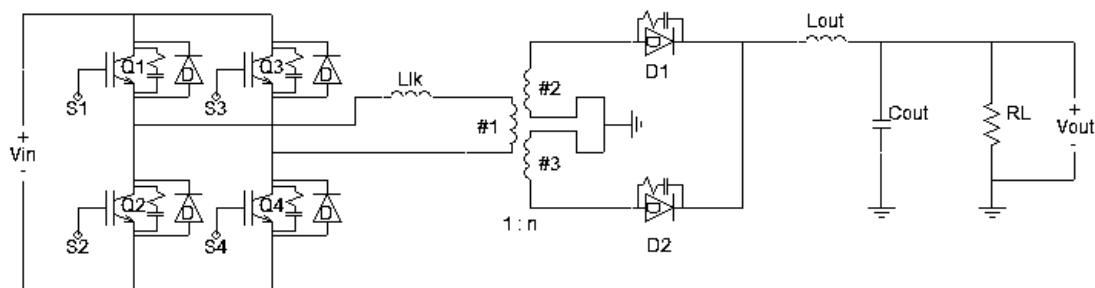 +
Vin
-
Q1
D
S1
Q3
D
S3
Q2
D
S2
Q4
D
S4
Llk
#1
#2
#3
1 : n
D
D1
D
D2
Lout
Cout
RL
+
Vout
-